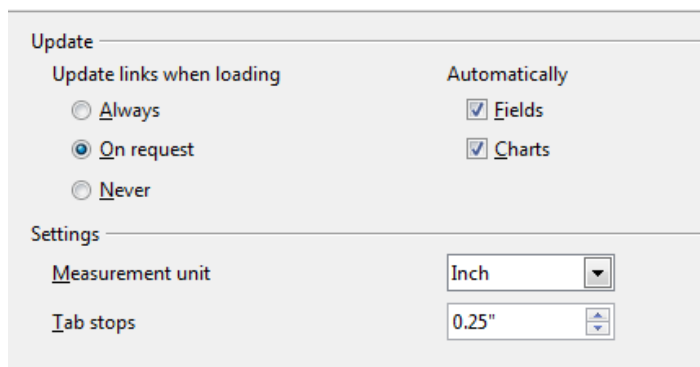 Update
Update links when loading
Always
On request
Never
Automatically
Fields
Charts
Settings
Measurement unit
Inch
Tab stops
0.25"